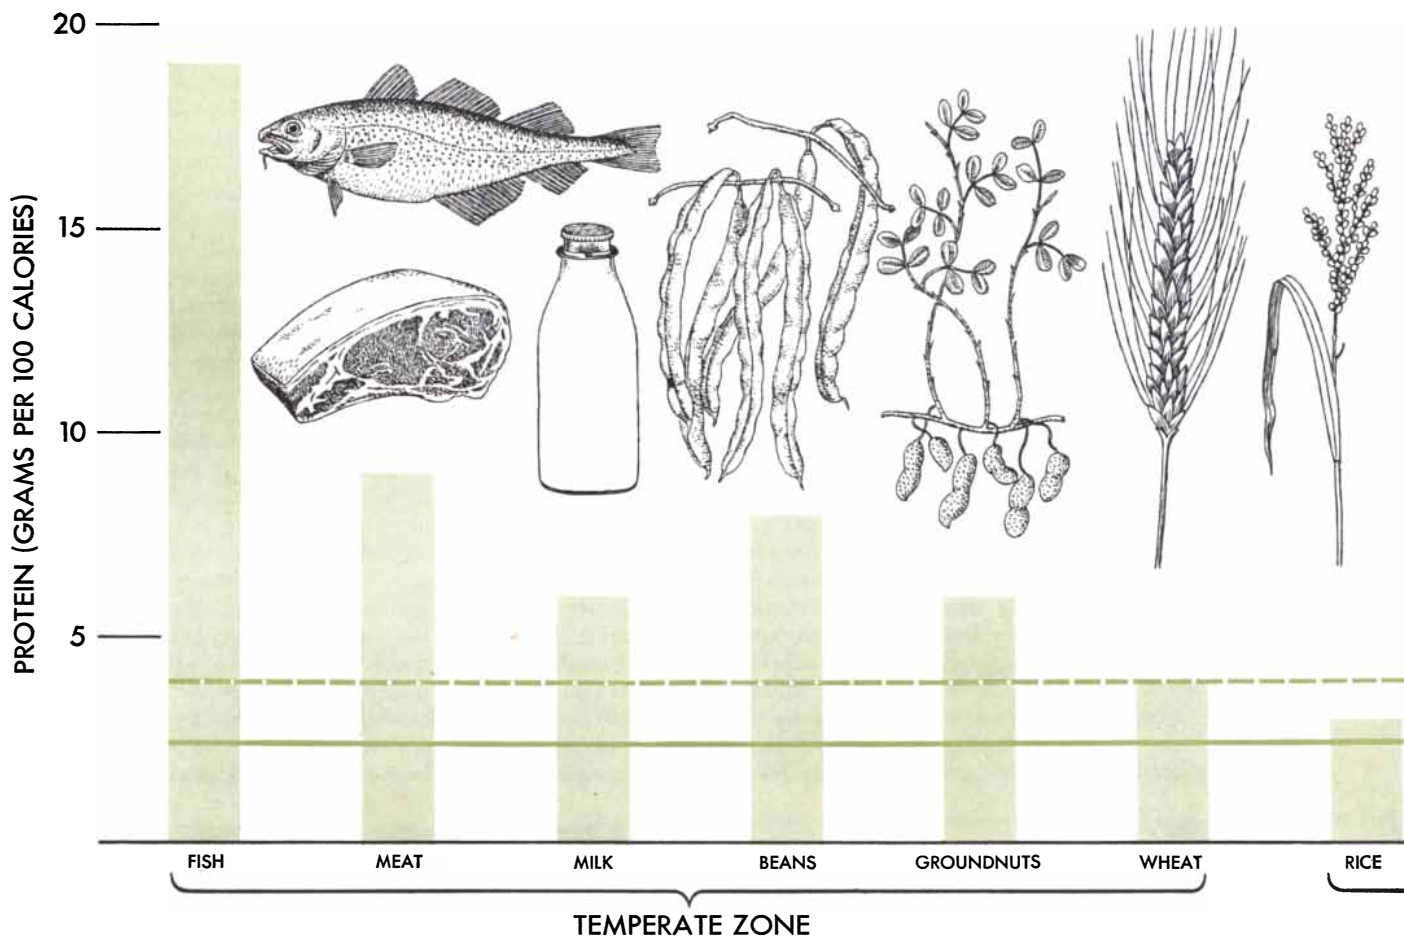 20
15
10
5
PROTEIN (GRAMS PER 100 CALORIES)
FISH MEAT MILK BEANS GROUNDNUTS WHEAT RICE
TEMPERATE ZONE